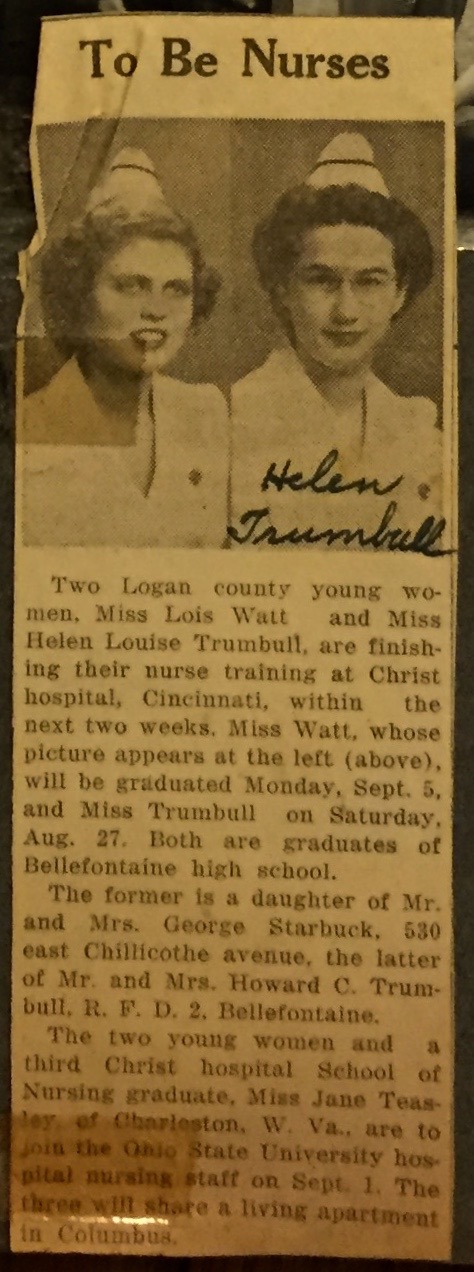 To Be Nurses
Helen
Trumbull
Two Logan county young wo-
men, Miss Lois Watt and Miss
Helen Louise Trumbull, are finish-
ing their nurse training at Christ
hospital, Cincinnati, within the
next two weeks. Miss Watt, whose
picture appears at the left (above),
will be graduated Monday, Sept. 5,
and Miss Trumbull on Saturday,
Aug. 27. Both are graduates of
Bellefontaine high school.
The former is a daughter of Mr.
and Mrs. George Starbuck, 530
east Chillicothe avenue, the latter
of Mr. and Mrs. Howard C. Trum-
bull, R. F. D. 2, Bellefontaine.
The two young women and a
third Christ hospital School of
Nursing graduate, Miss Jane Teas-
ley, of Charleston, W. Va., are to
join the Ohio State University hos-
pital nursing staff on Sept. 1. The
three will share a living apartment
in Columbus.